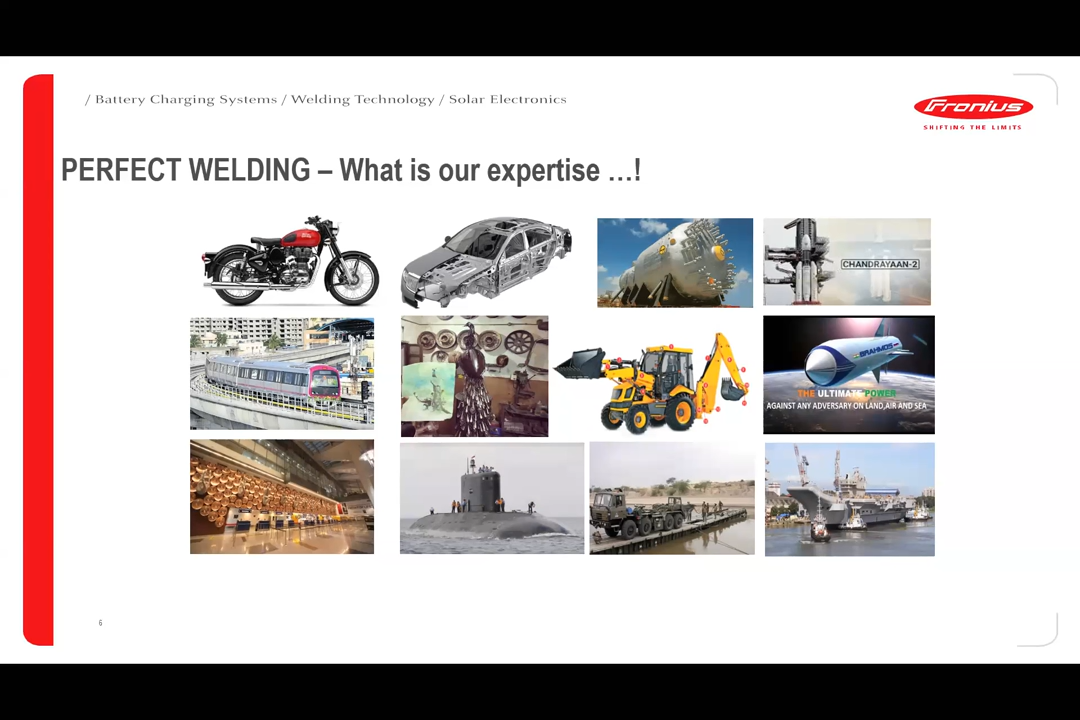 / Battery Charging Systems / Welding Technology / Solar Electronics
Fronius
SHIFTING THE LIMITS
PERFECT WELDING – What is our expertise …!
CHANDRAYAAN-2
BRAHMOS
THE ULTIMATE POWER
AGAINST ANY ADVERSARY ON LAND,AIR AND SEA
6